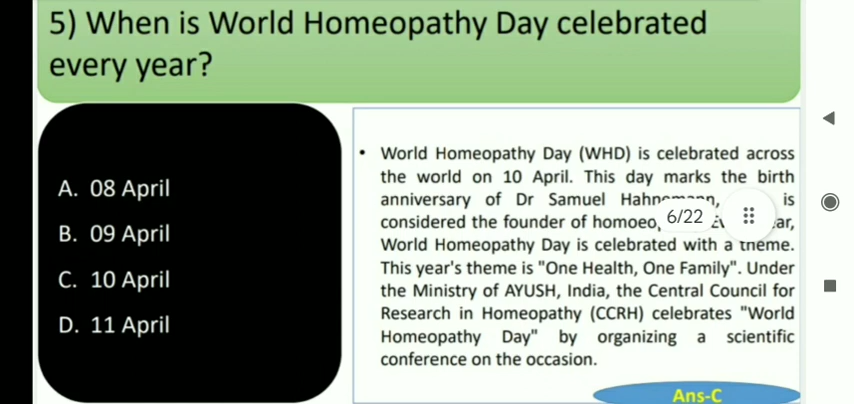 5) When is World Homeopathy Day celebrated
every year?
A. 08 April
B. 09 April
C. 10 April
D. 11 April
• World Homeopathy Day (WHD) is celebrated across
the world on 10 April. This day marks the birth
anniversary of Dr Samuel is
considered the founder of
World Homeopathy Day is celebrated with a theme.
This year's theme is "One Health, One Family". Under
the Ministry of AYUSH, India, the Central Council for
Research in Homeopathy (CCRH) celebrates "World
Homeopathy Day" by organizing a scientific
conference on the occasion.
6/22
Ans-C